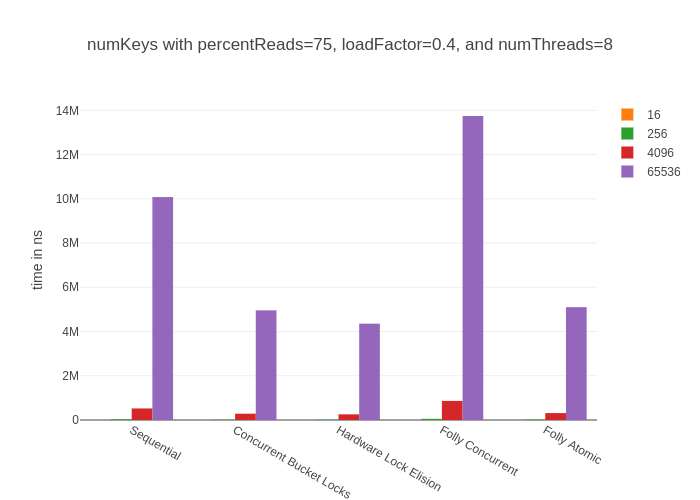 numKeys with percentReads=75, loadFactor=0.4, and numThreads=8
14M
12M
10M
8M
6M
4M
2M
0
time in ns
Sequential
Concurrent Bucket Locks
Hardware Lock Elision
Folly Concurrent
Folly Atomic
16
256
4096
65536